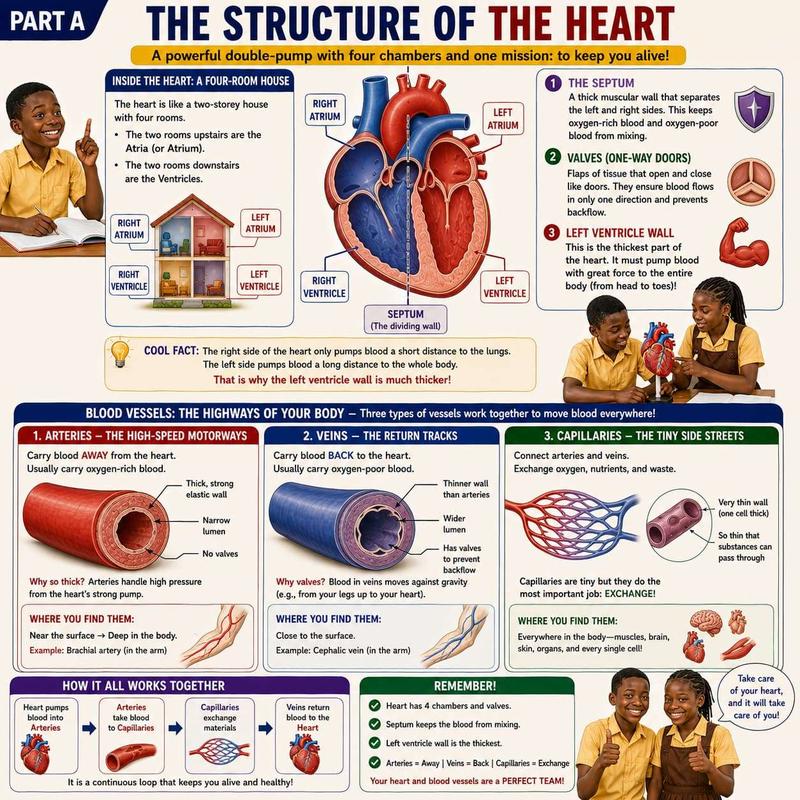 PART A
THE STRUCTURE OF THE HEART
A powerful double-pump with four chambers and one mission: to keep you alive!
INSIDE THE HEART: A FOUR-ROOM HOUSE
The heart is like a two-storey house
with four rooms.
• The two rooms upstairs are the
Atria (or Atrium).
• The two rooms downstairs
are the Ventricles.
RIGHT
ATRIUM
LEFT
ATRIUM
RIGHT
VENTRICLE
LEFT
VENTRICLE
RIGHT
ATRIUM
LEFT
ATRIUM
RIGHT
VENTRICLE
LEFT
VENTRICLE
SEPTUM
(The dividing wall)
1 THE SEPTUM
A thick muscular wall that separates
the left and right sides. This keeps
oxygen-rich blood and oxygen-poor
blood from mixing.
2 VALVES (ONE-WAY DOORS)
Flaps of tissue that open and close
like doors. They ensure blood flows
in only one direction and prevents
backflow.
3 LEFT VENTRICLE WALL
This is the thickest part of
the heart. It must pump blood
with great force to the entire
body (from head to toes)!
COOL FACT: The right side of the heart only pumps blood a short distance to the lungs.
The left side pumps blood a long distance to the whole body.
That is why the left ventricle wall is much thicker!
BLOOD VESSELS: THE HIGHWAYS OF YOUR BODY – Three types of vessels work together to move blood everywhere!
1. ARTERIES – THE HIGH-SPEED MOTORWAYS
Carry blood AWAY from the heart.
Usually carry oxygen-rich blood.
Thick, strong
elastic wall
Narrow
lumen
No valves
Why so thick? Arteries handle high pressure
from the heart's strong pump.
WHERE YOU FIND THEM:
Near the surface → Deep in the body.
Example: Brachial artery (in the arm)
2. VEINS – THE RETURN TRACKS
Carry blood BACK to the heart.
Usually carry oxygen-poor blood.
Thinner wall
than arteries
Wider
lumen
Has valves
to prevent
backflow
Why valves? Blood in veins moves against gravity
(e.g., from your legs up to your heart).
WHERE YOU FIND THEM:
Close to the surface.
Example: Cephalic vein (in the arm)
3. CAPILLARIES – THE TINY SIDE STREETS
Connect arteries and veins.
Exchange oxygen, nutrients, and waste.
Very thin wall
(one cell thick)
So thin that
substances can
pass through
Capillaries are tiny but they do the
most important job: EXCHANGE!
WHERE YOU FIND THEM:
Everywhere in the body—muscles, brain,
skin, organs, and every single cell!
HOW IT ALL WORKS TOGETHER
Heart pumps
blood into
Arteries
Arteries
take blood
to Capillaries
Capillaries
exchange
materials
Veins return
blood to the
Heart
It is a continuous loop that keeps you alive and healthy!
REMEMBER!
Heart has 4 chambers and valves.
Septum keeps the blood from mixing.
Left ventricle wall is the thickest.
Arteries = Away | Veins = Back | Capillaries = Exchange
Your heart and blood vessels are a PERFECT TEAM!
Take care
of your heart,
and it will take
care of you!